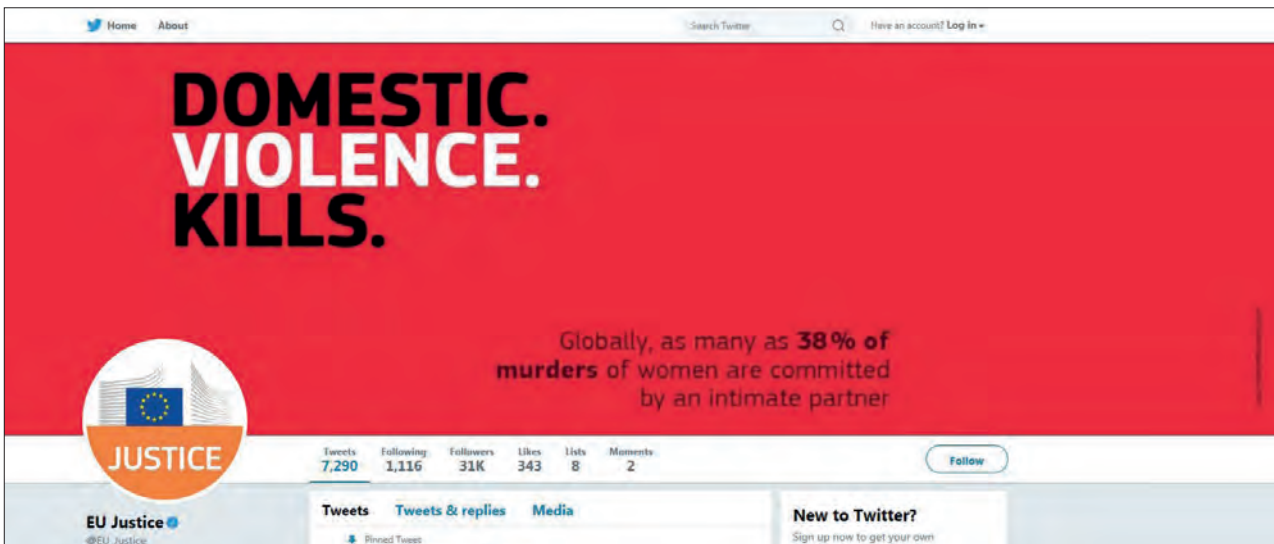 Home About Search Twitter Have an account? Log in
DOMESTIC.
VIOLENCE.
KILLS.
Globally, as many as 38% of
murders of women are committed
by an intimate partner
JUSTICE
Tweets Following Followers Likes Lists Moments
7,290 1,116 31K 343 8 2
Follow
EU Justice
@EU_Justice
Tweets Tweets & replies Media
Pinned Tweet
New to Twitter?
Sign up now to get your own